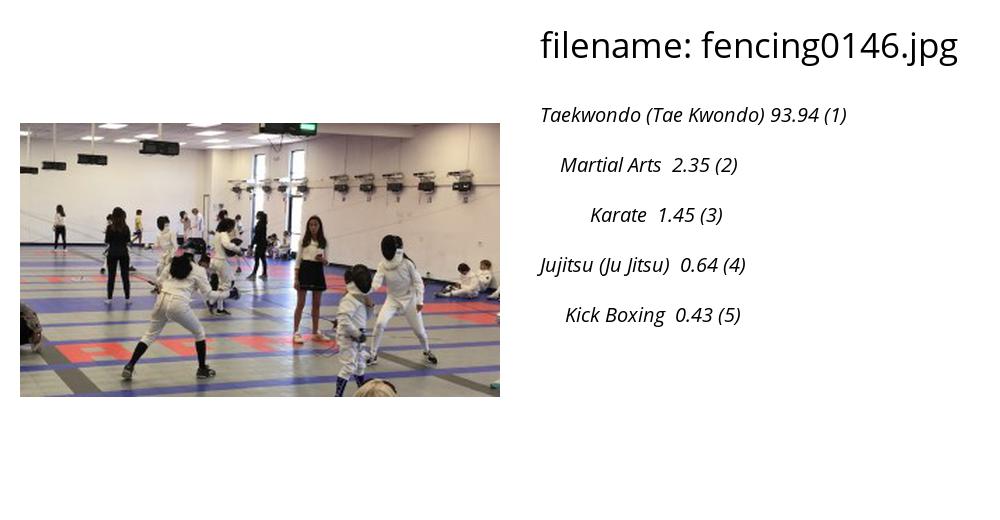 filename: fencing0146.jpg
Taekwondo (Tae Kwondo) 93.94 (1)
Martial Arts 2.35 (2)
Karate 1.45 (3)
Jujitsu (Ju Jitsu) 0.64 (4)
Kick Boxing 0.43 (5)